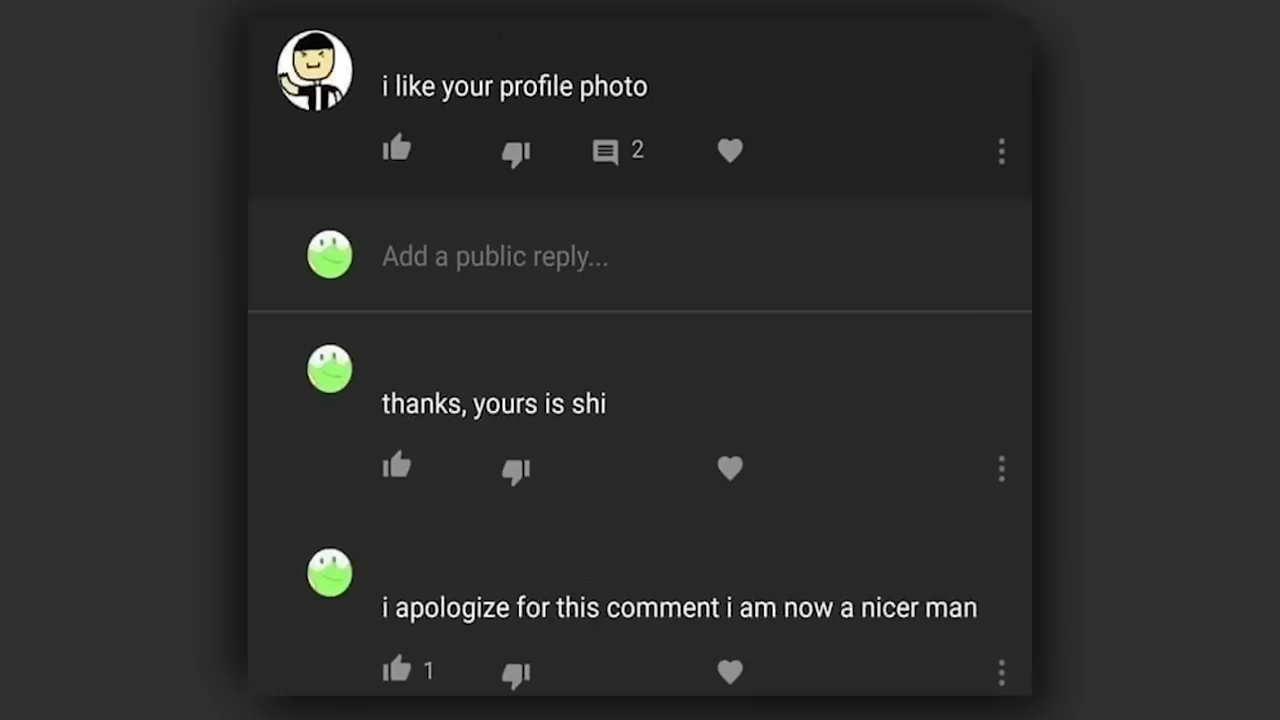 i like your profile photo
2
Add a public reply...
thanks, yours is shi
i apologize for this comment i am now a nicer man
1